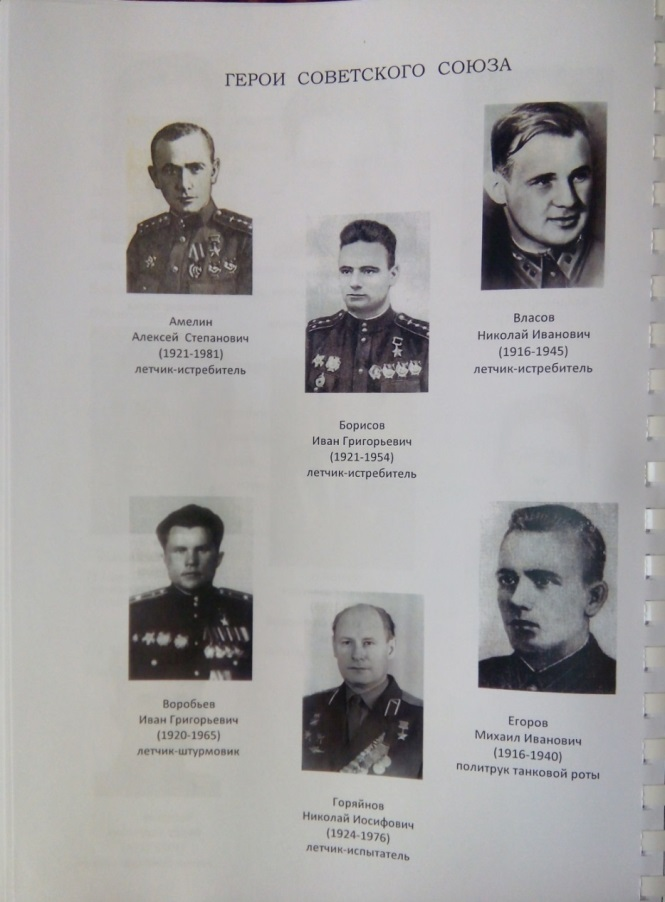 ГЕРОИ СОВЕТСКОГО СОЮЗА
Амелин
Алексей Степанович
(1921-1981)
летчик-истребитель
Борисов
Иван Григорьевич
(1921-1954)
летчик-истребитель
Власов
Николай Иванович
(1916-1945)
летчик-истребитель
Воробьев
Иван Григорьевич
(1920-1965)
летчик-штурмовик
Горяйнов
Николай Иосифович
(1924-1976)
летчик-испытатель
Егоров
Михаил Иванович
(1916-1940)
политрук танковой роты